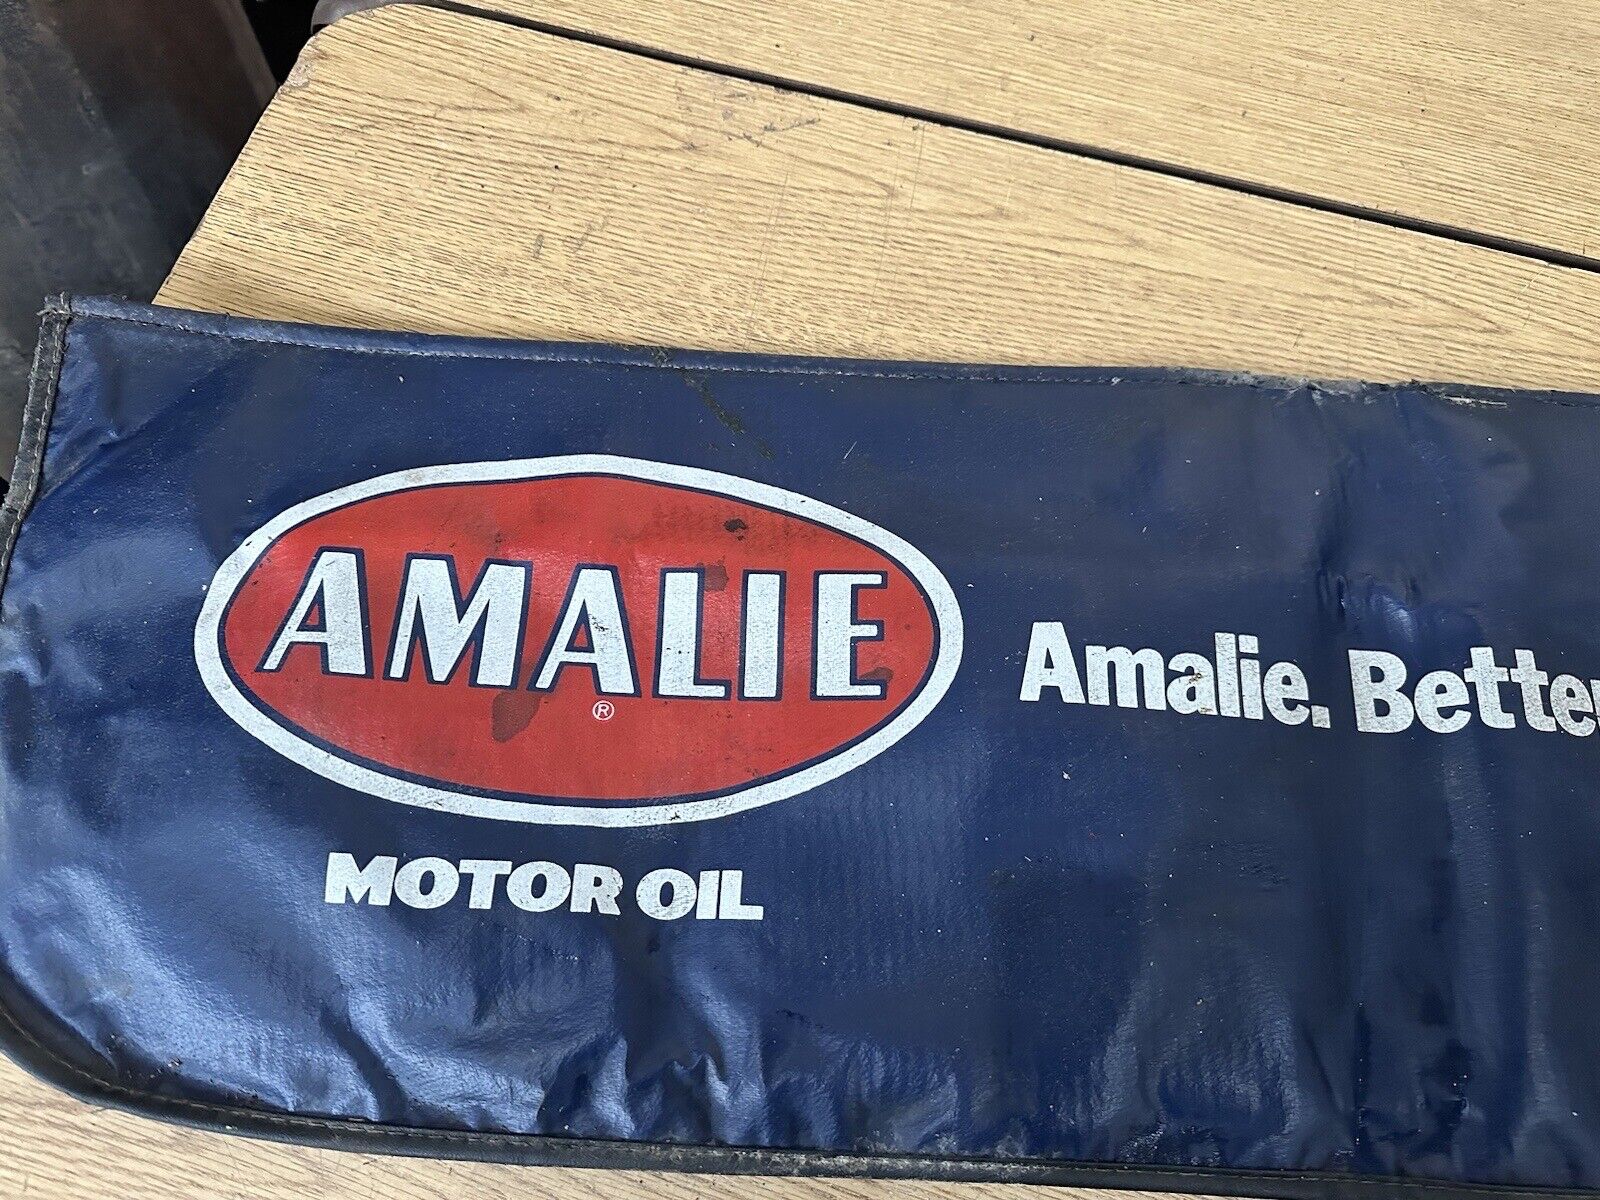 AMALIE
®
MOTOR OIL
Amalie. Better